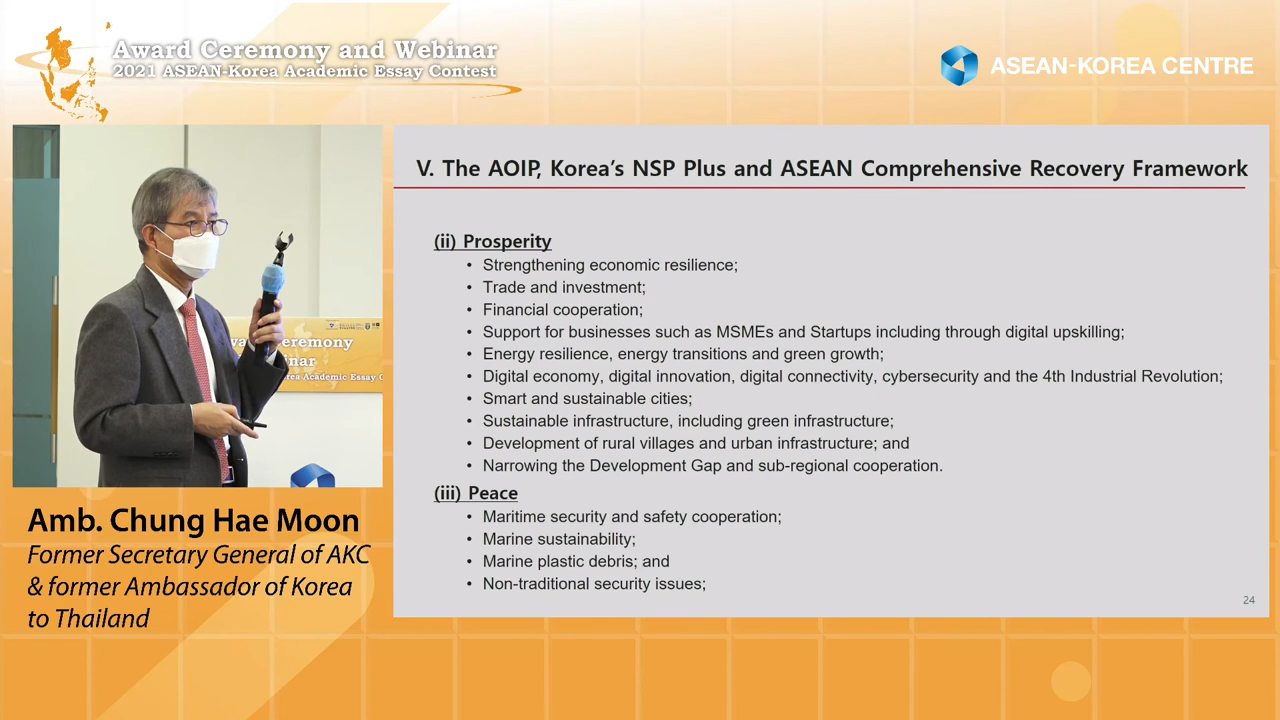 Award Ceremony and Webinar
2021 ASEAN-Korea Academic Essay Contest
ASEAN-KOREA CENTRE
V. The AOIP, Korea’s NSP Plus and ASEAN Comprehensive Recovery Framework
(ii) Prosperity
• Strengthening economic resilience;
• Trade and investment;
• Financial cooperation;
• Support for businesses such as MSMEs and Startups including through digital upskilling;
• Energy resilience, energy transitions and green growth;
• Digital economy, digital innovation, digital connectivity, cybersecurity and the 4th Industrial Revolution;
• Smart and sustainable cities;
• Sustainable infrastructure, including green infrastructure;
• Development of rural villages and urban infrastructure; and
• Narrowing the Development Gap and sub-regional cooperation.
(iii) Peace
• Maritime security and safety cooperation;
• Marine sustainability;
• Marine plastic debris; and
• Non-traditional security issues;
24
Ceremony
inar
orea Academic Essay C
Amb. Chung Hae Moon
Former Secretary General of AKC
& former Ambassador of Korea
to Thailand